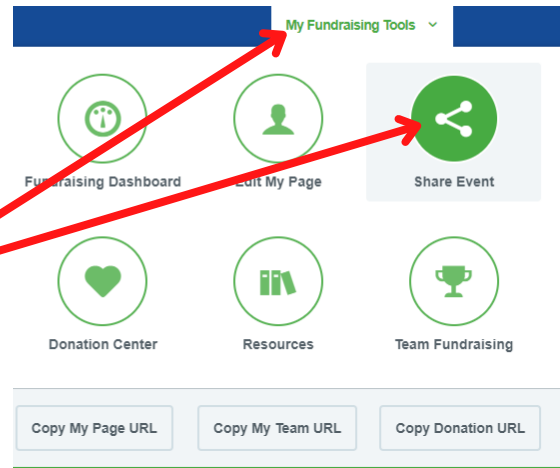 My Fundraising Tools
Fundraising Dashboard
Edit My Page
Share Event
Donation Center
Resources
Team Fundraising
Copy My Page URL
Copy My Team URL
Copy Donation URL